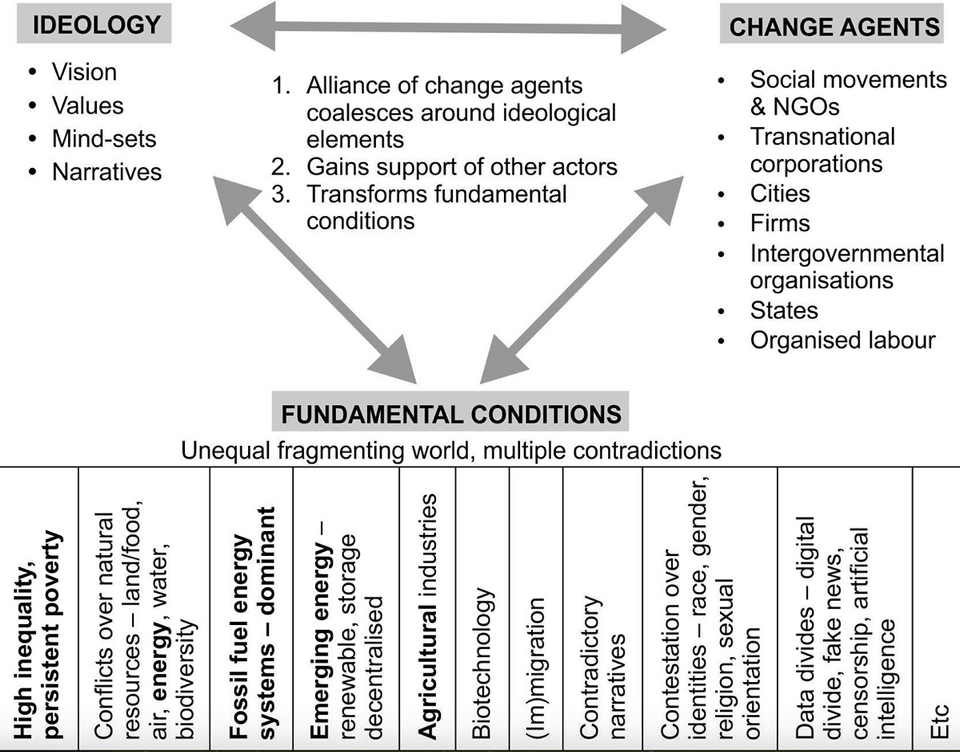 IDEOLOGY
• Vision
• Values
• Mind-sets
• Narratives
1. Alliance of change agents
coalesces around ideological
elements
2. Gains support of other actors
3. Transforms fundamental
conditions
CHANGE AGENTS
• Social movements
& NGOs
• Transnational
corporations
• Cities
• Firms
• Intergovernmental
organisations
• States
• Organised labour
FUNDAMENTAL CONDITIONS
Unequal fragmenting world, multiple contradictions
High inequality,
persistent poverty
Conflicts over natural
resources – land/food,
air, energy, water,
biodiversity
Fossil fuel energy
systems – dominant
Emerging energy –
renewable, storage
decentralised
Agricultural industries
Biotechnology
(Im)migration
Contradictory
narratives
Contestation over
identities – race, gender,
religion, sexual
orientation
Data divides – digital
divide, fake news,
censorship, artificial
intelligence
Etc